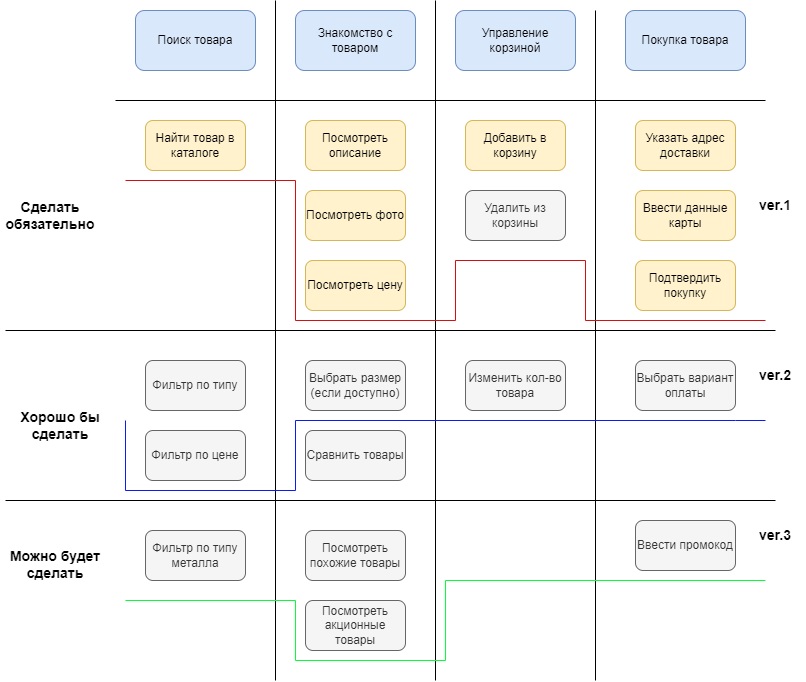 Поиск товара
Знакомство с
товаром
Управление
корзиной
Покупка товара
Сделать
обязательно
Найти товар в
каталоге
Посмотреть
описание
Добавить в
корзину
Указать адрес
доставки
ver.1
Посмотреть фото
Удалить из
корзины
Ввести данные
карты
Посмотреть цену
Подтвердить
покупку
Хорошо бы
сделать
Фильтр по типу
Выбрать размер
(если доступно)
Изменить кол-во
товара
Выбрать вариант
оплаты
ver.2
Фильтр по цене
Сравнить товары
Можно будет
сделать
Фильтр по типу
металла
Посмотреть
похожие товары
Ввести промокод
ver.3
Посмотреть
акционные
товары